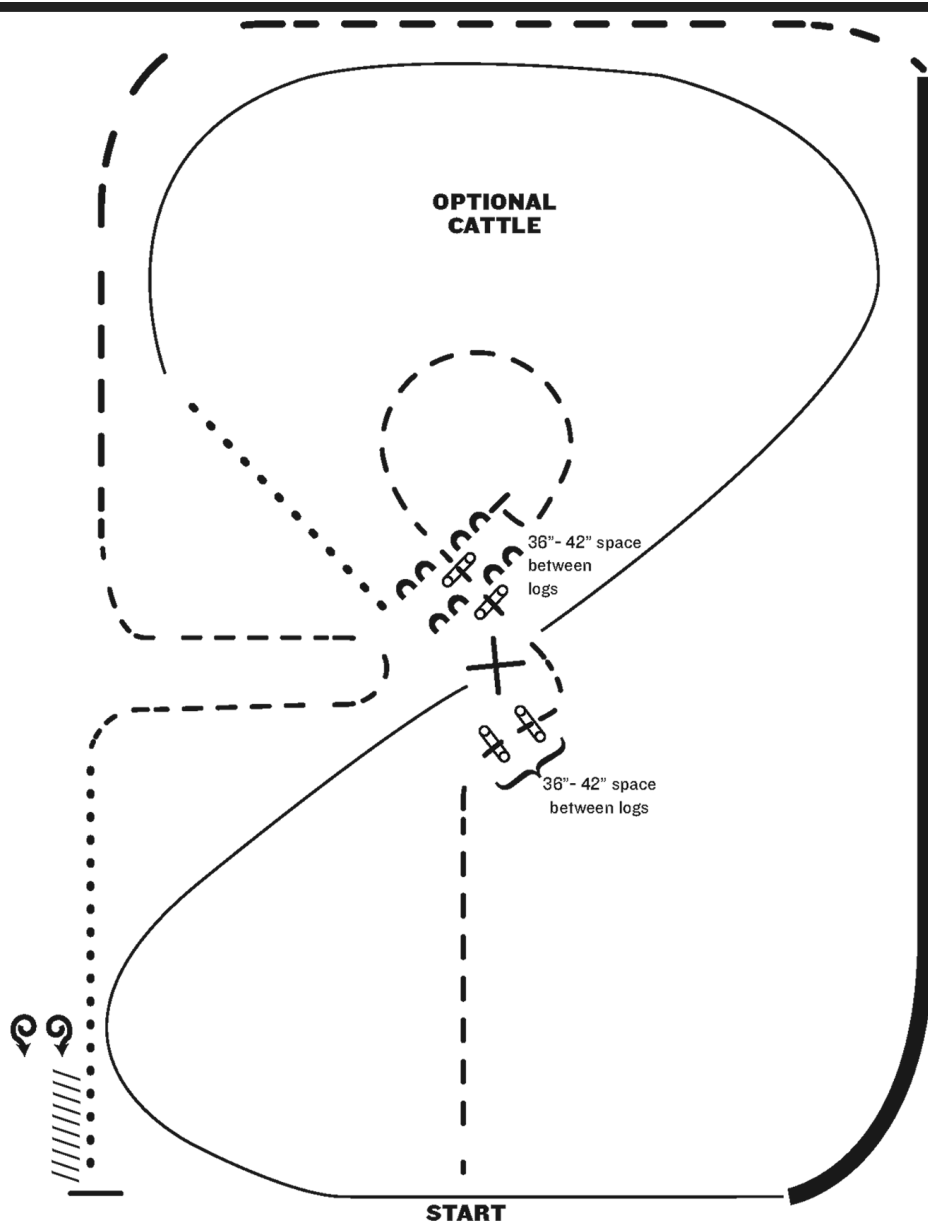 OPTIONAL
CATTLE
36”- 42” space
between
logs
36”- 42” space
between logs
START